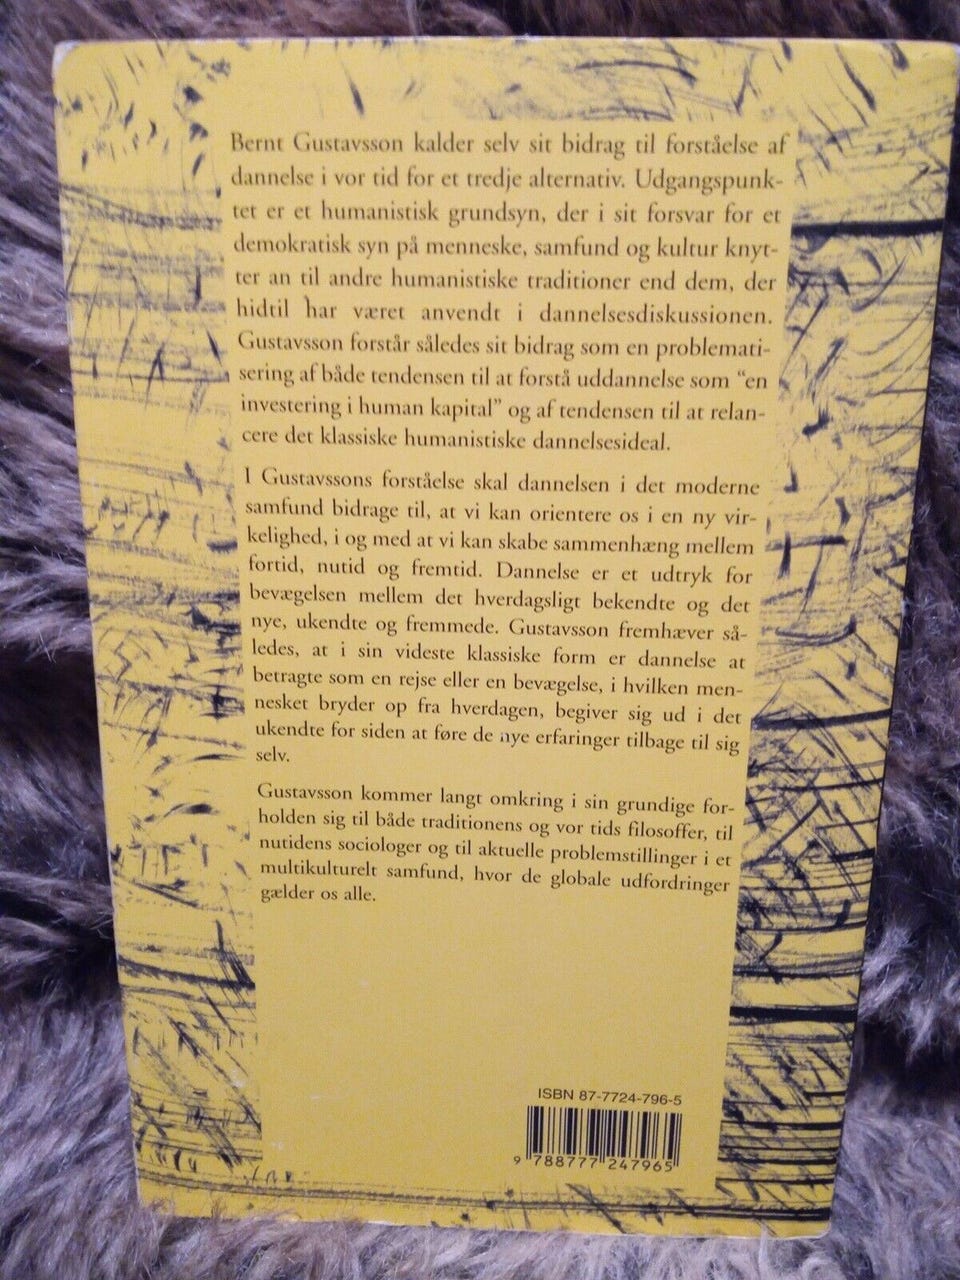 Bernt Gustavsson kalder selv sit bidrag til forståelse af
dannelse i vor tid for et tredje alternativ. Udgangspunk-
tet er et humanistisk grundsyn, der i sit forsvar for et
demokratisk syn på menneske, samfund og kultur knyt-
ter an til andre humanistiske traditioner end dem, der
hidtil har været anvendt i dannelsesdiskussionen.
Gustavsson forstår således sit bidrag som en problemati-
sering af både tendensen til at forstå uddannelse som “en
investering i human kapital” og af tendensen til at relan-
cere det klassiske humanistiske dannelsesideal.
I Gustavssons forståelse skal dannelsen i det moderne
samfund bidrage til, at vi kan orientere os i en ny vir-
kelighed, i og med at vi kan skabe sammenhæng mellem
fortid, nutid og fremtid. Dannelse er et udtryk for
bevægelsen mellem det hverdagsligt bekendte og det
nye, ukendte og fremmede. Gustavsson fremhæver så-
ledes, at i sin videste klassiske form er dannelse at
betragte som en rejse eller en bevægelse, i hvilken men-
nesket bryder op fra hverdagen, begiver sig ud i det
ukendte for siden at føre de nye erfaringer tilbage til sig
selv.
Gustavsson kommer langt omkring i sin grundige for-
holden sig til både traditionens og vor tids filosoffer, til
nutidens sociologer og til aktuelle problemstillinger i et
multikulturelt samfund, hvor de globale udfordringer
gælder os alle.
ISBN 87-7724-796-5
9 788777 247965